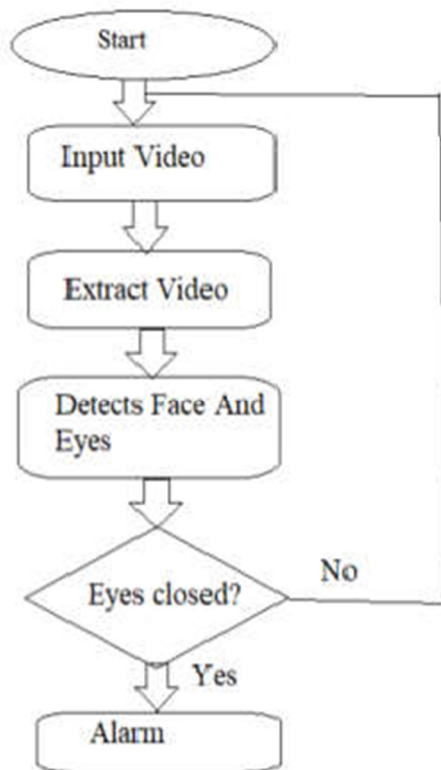 Start
Input Video
Extract Video
Detects Face And
Eyes
Eyes closed?
No
Yes
Alarm